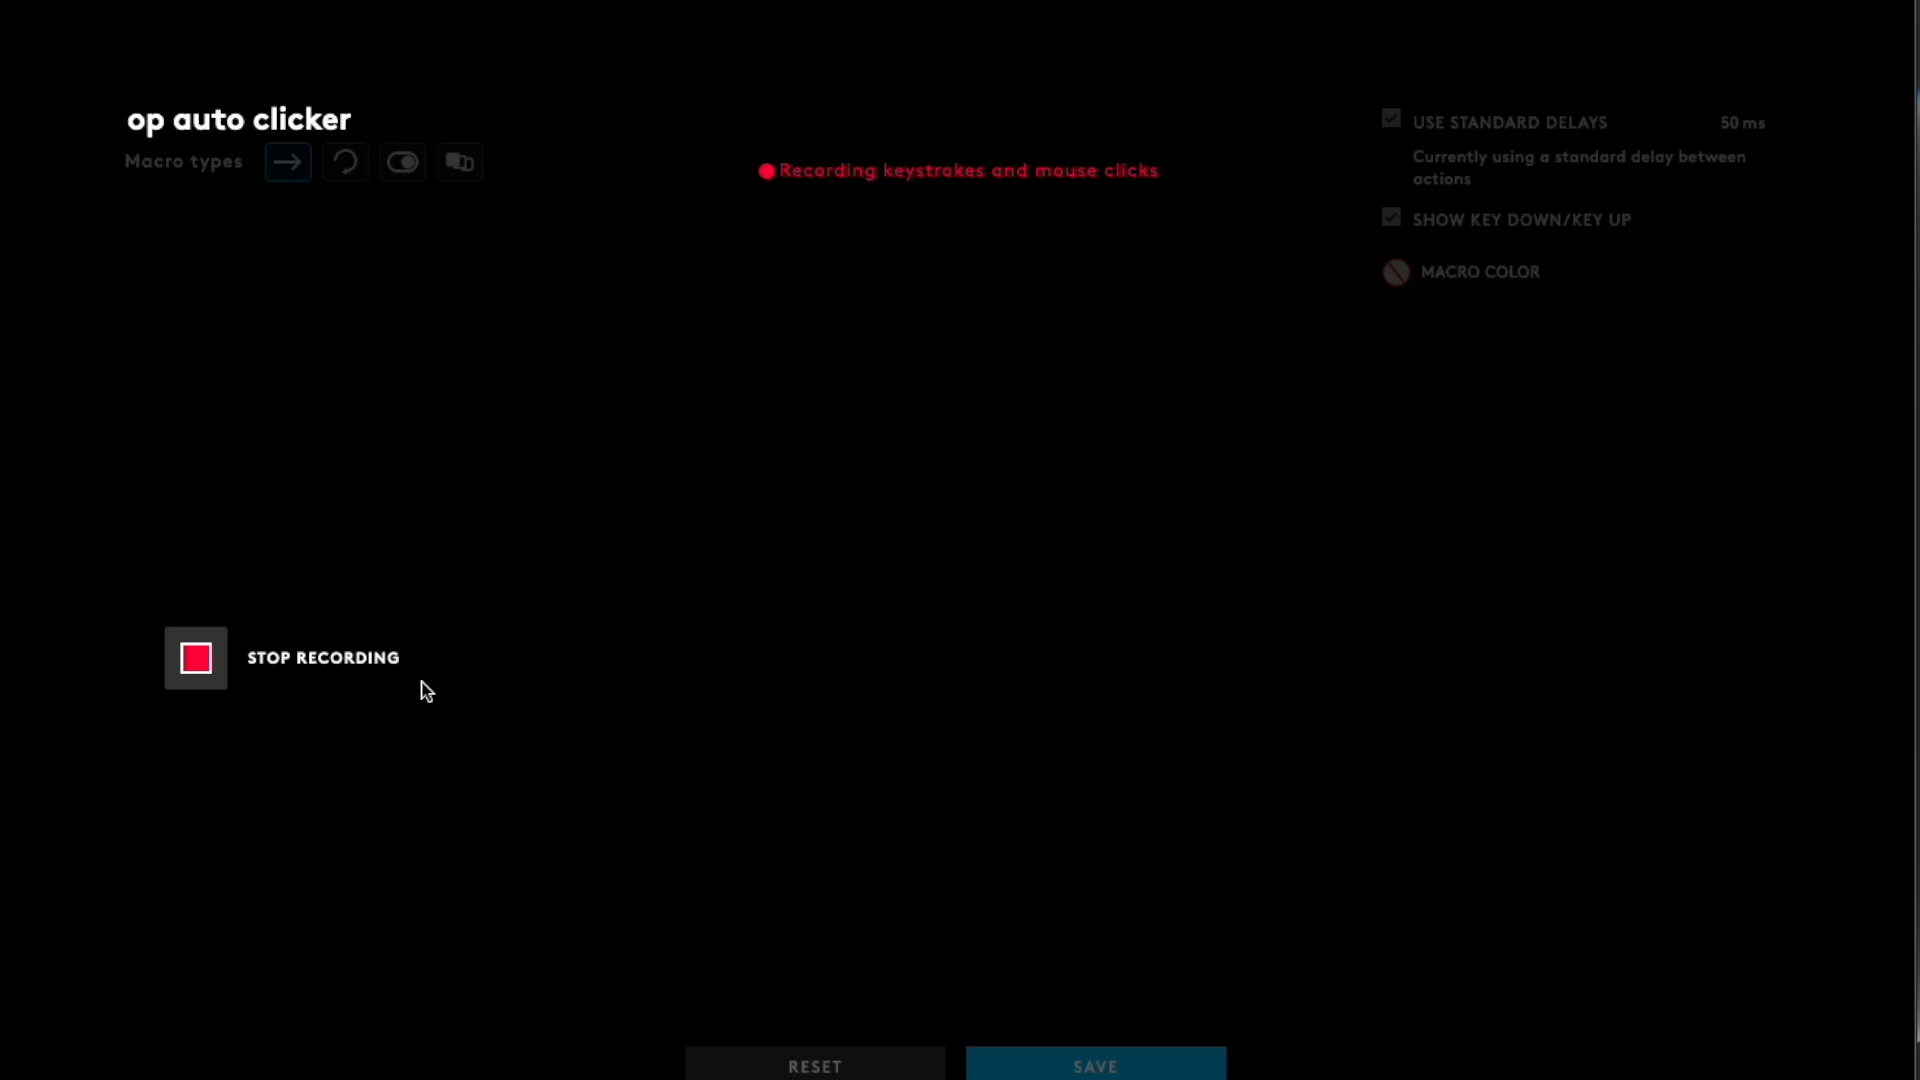 op auto clicker
Macro types
Recording keystrokes and mouse clicks
USE STANDARD DELAYS 50 ms
Currently using a standard delay between
actions
SHOW KEY DOWN/KEY UP
MACRO COLOR
STOP RECORDING
RESET
SAVE